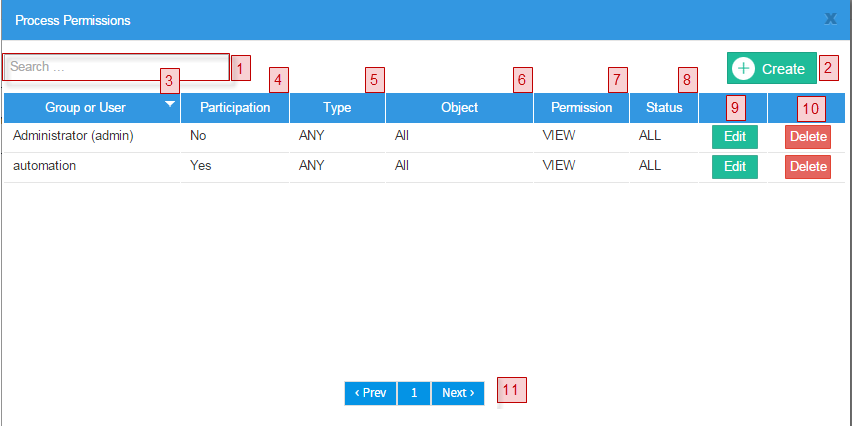 Process Permissions x
Search ... 1
Create 2
3 4 5 6 7 8
Group or User Participation Type Object Permission Status 9 10
Administrator (admin) No ANY All VIEW ALL Edit Delete
automation Yes ANY All VIEW ALL Edit Delete
‹ Prev 1 Next › 11